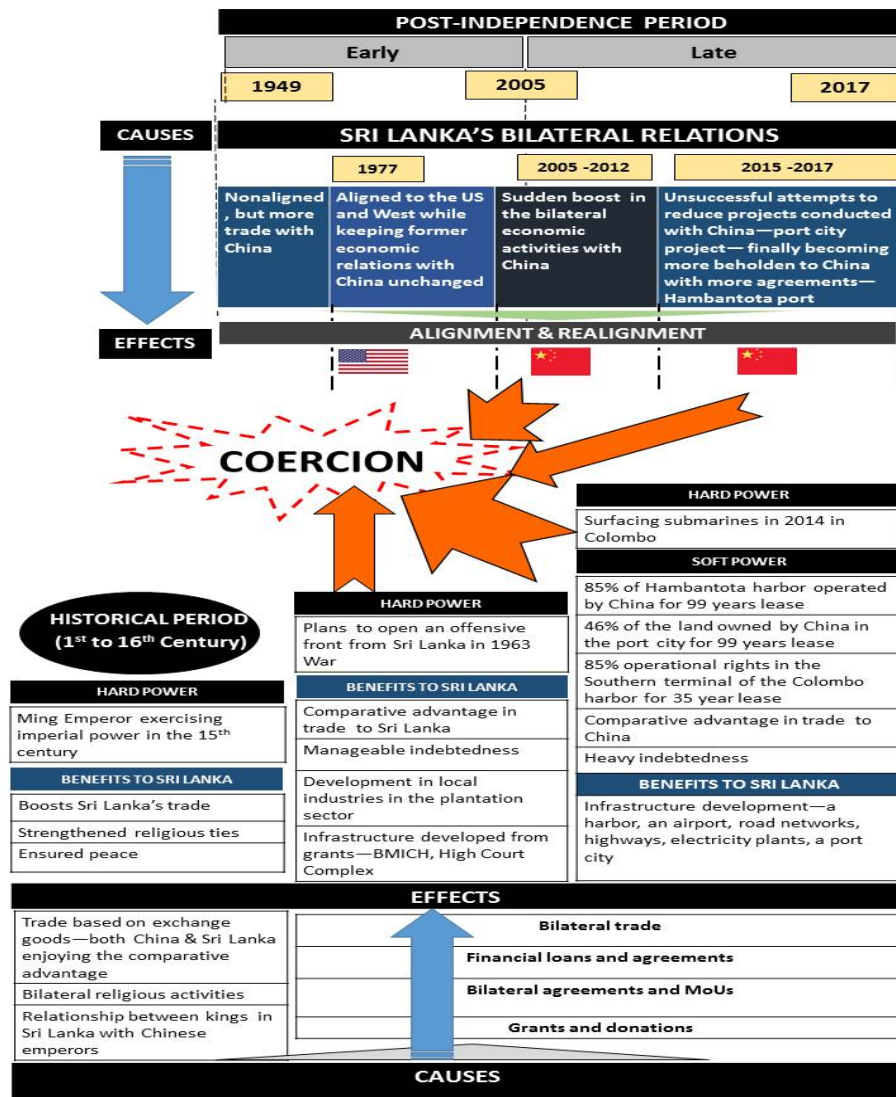 POST-INDEPENDENCE PERIOD
Early
Late
1949
2005
2017
CAUSES
SRI LANKA'S BILATERAL RELATIONS
1977
2005 -2012
2015 -2017
Nonaligned
, but more
trade with
China
Aligned to the US
and West while
keeping former
economic
relations with
China unchanged
Sudden boost in
the bilateral
economic
activities with
China
Unsuccessful attempts to
reduce projects conducted
with China—port city
project— finally becoming
more beholden to China
with more agreements—
Hambantota port
EFFECTS
ALIGNMENT & REALIGNMENT
COERCION
HARD POWER
Surfacing submarines in 2014 in
Colombo
SOFT POWER
85% of Hambantota harbor operated
by China for 99 years lease
46% of the land owned by China in
the port city for 99 years lease
85% operational rights in the
Southern terminal of the Colombo
harbor for 35 year lease
Comparative advantage in trade to
China
Heavy indebtedness
BENEFITS TO SRI LANKA
Infrastructure development—a
harbor, an airport, road networks,
highways, electricity plants, a port
city
HARD POWER
Plans to open an offensive
front from Sri Lanka in 1963
War
BENEFITS TO SRI LANKA
Comparative advantage in
trade to Sri Lanka
Manageable indebtedness
Development in local
industries in the plantation
sector
Infrastructure developed from
grants—BMICH, High Court
Complex
HISTORICAL PERIOD
(1st to 16th Century)
HARD POWER
Ming Emperor exercising
imperial power in the 15th
century
BENEFITS TO SRI LANKA
Boosts Sri Lanka's trade
Strengthened religious ties
Ensured peace
EFFECTS
Trade based on exchange
goods—both China & Sri Lanka
enjoying the comparative
advantage
Bilateral religious activities
Relationship between kings in
Sri Lanka with Chinese
emperors
Bilateral trade
Financial loans and agreements
Bilateral agreements and MoUs
Grants and donations
CAUSES